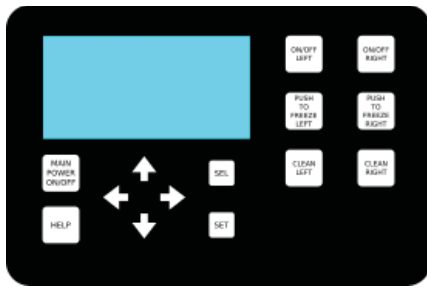 ON/OFF
LEFT
ON/OFF
RIGHT
PUSH
TO
FREEZE
LEFT
PUSH
TO
FREEZE
RIGHT
CLEAN
LEFT
CLEAN
RIGHT
MAIN
POWER
ON/OFF
SEL
HELP
SET